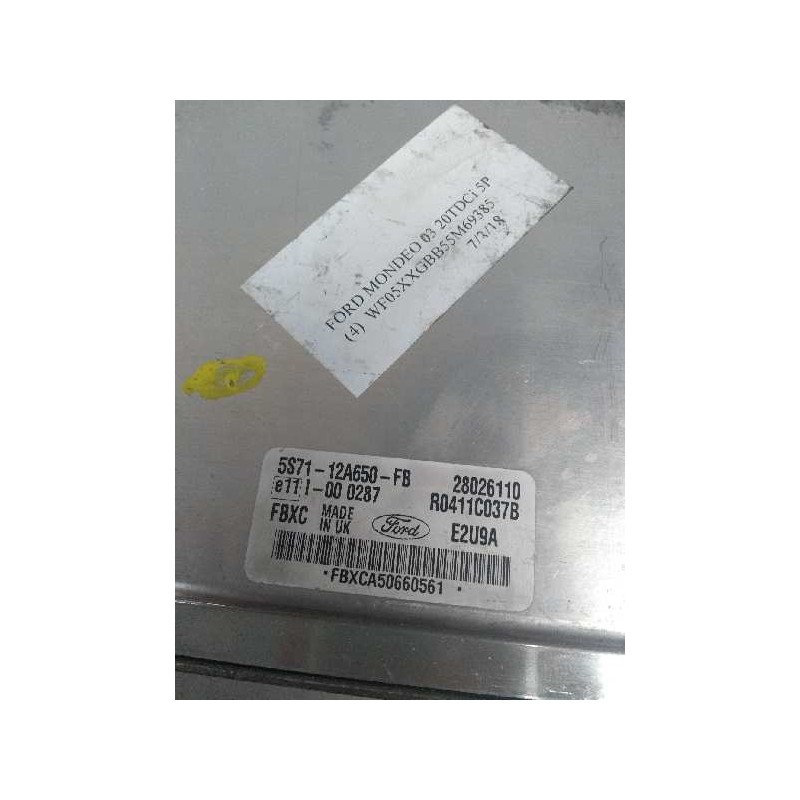 FORD MONDEO 03 20TDCi 5P
(4) WF05XXGBB55M69385
7/3/18
5S71-12A650-FB 28026110
e11 I-00 0287 R0411C037B
FBXC MADE IN UK Ford E2U9A
*FBXCA50660561*